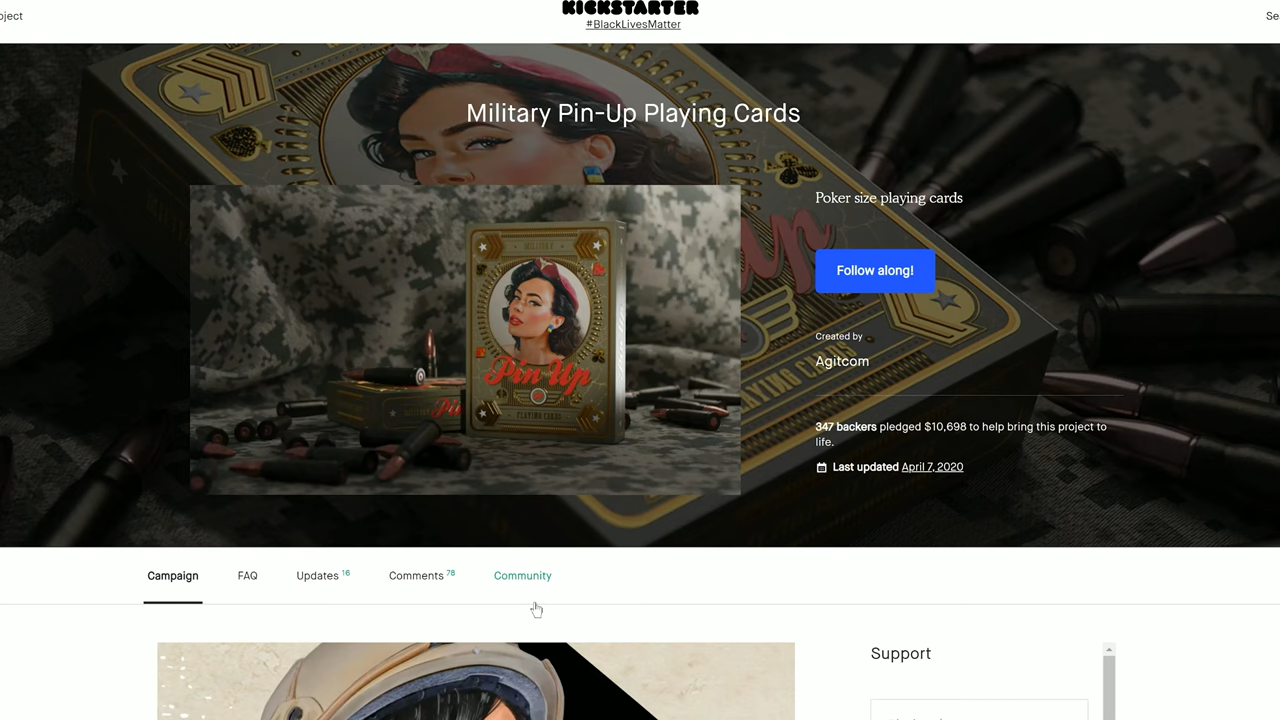 oject
KICKSTARTER
#BlackLivesMatter
Se
Military Pin-Up Playing Cards
Poker size playing cards
MILITARY
Pin Up
PLAYING CARDS
Follow along!
Created by
Agitcom
347 backers pledged $10,698 to help bring this project to
life.
Last updated April 7, 2020
Campaign
FAQ
Updates 16
Comments 78
Community
Support